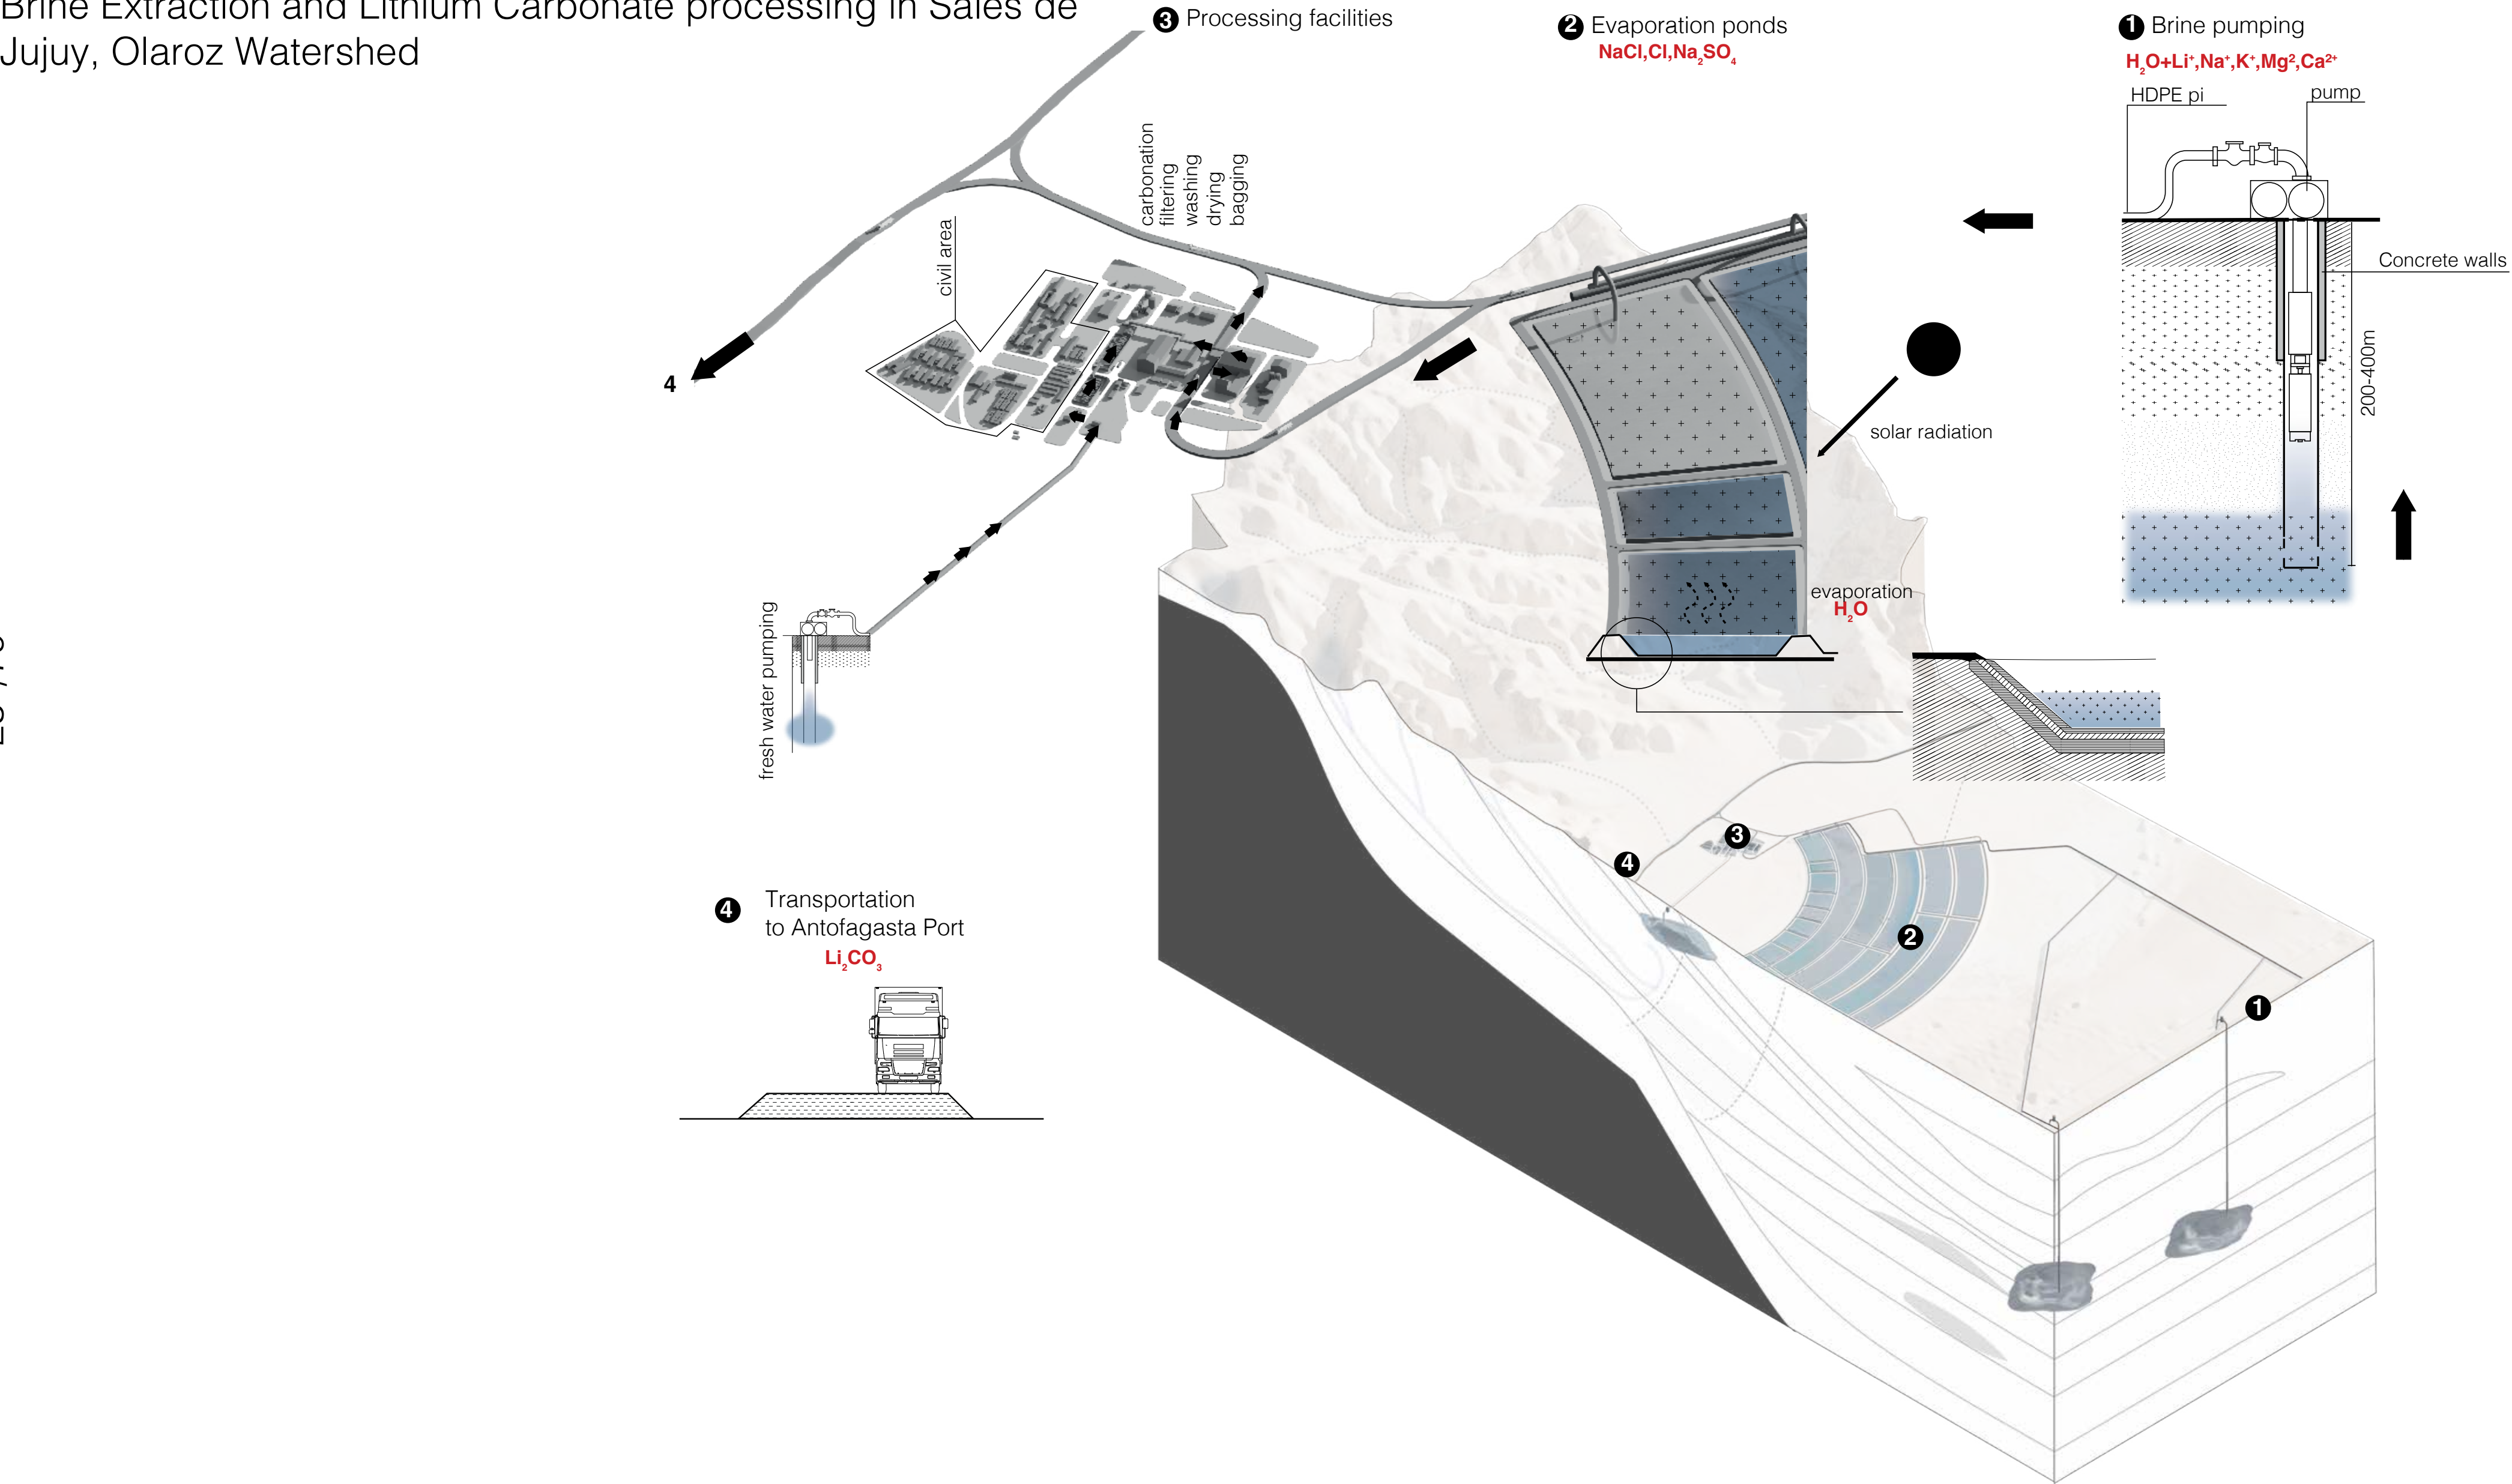 Brine Extraction and Lithium Carbonate processing in Sales de
Jujuy, Olaroz Watershed
3 Processing facilities
2 Evaporation ponds
NaCl,Cl,Na₂SO₄
1 Brine pumping
H₂O+Li⁺,Na⁺,K⁺,Mg²,Ca²⁺
HDPE pi
pump
Concrete walls
200-400m
carbonation
filtering
washing
drying
bagging
civil area
4
solar radiation
evaporation
H₂O
fresh water pumping
4 Transportation
to Antofagasta Port
Li₂CO₃
3
4
2
1